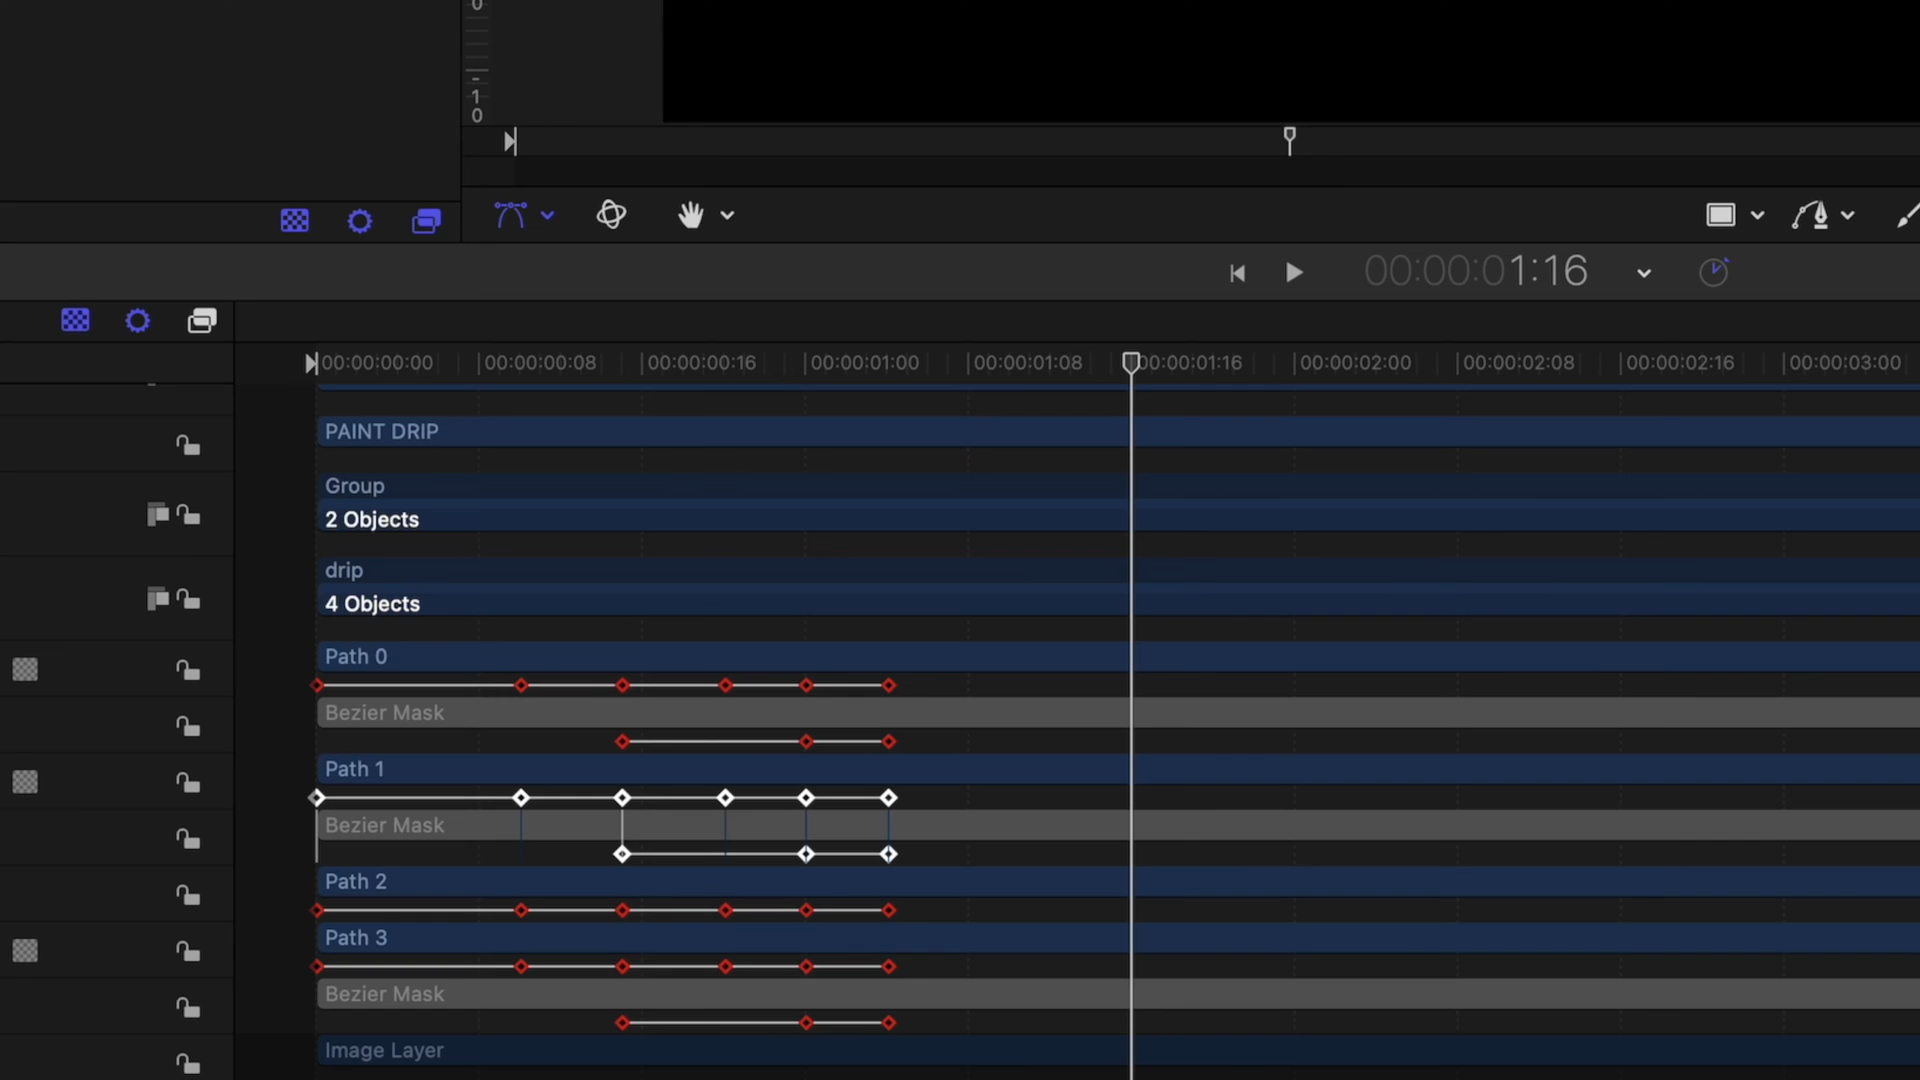 0
-
1
0
00:00:01:16
00:00:00:00 00:00:00:08 00:00:00:16 00:00:01:00 00:00:01:08 00:00:01:16 00:00:02:00 00:00:02:08 00:00:02:16 00:00:03:00
PAINT DRIP
Group
2 Objects
drip
4 Objects
Path 0
Bezier Mask
Path 1
Bezier Mask
Path 2
Path 3
Bezier Mask
Image Layer